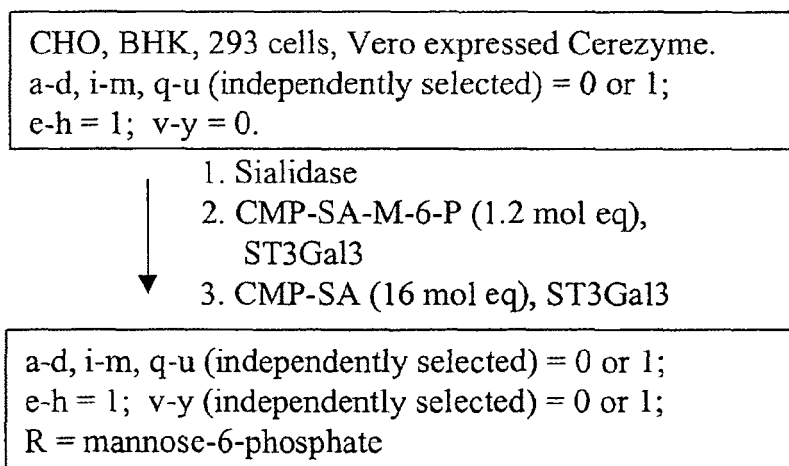 CHO, BHK, 293 cells, Vero expressed Cerezyme.
a-d, i-m, q-u (independently selected) = 0 or 1;
e-h = 1; v-y = 0.
1. Sialidase
2. CMP-SA-M-6-P (1.2 mol eq),
ST3Gal3
3. CMP-SA (16 mol eq), ST3Gal3
a-d, i-m, q-u (independently selected) = 0 or 1;
e-h = 1; v-y (independently selected) = 0 or 1;
R = mannose-6-phosphate